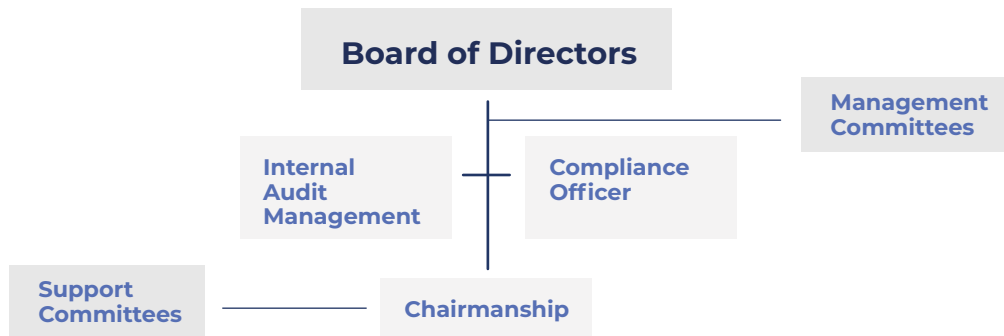 Board of Directors
Management
Committees
Internal
Audit
Management
Compliance
Officer
Support
Committees
Chairmanship